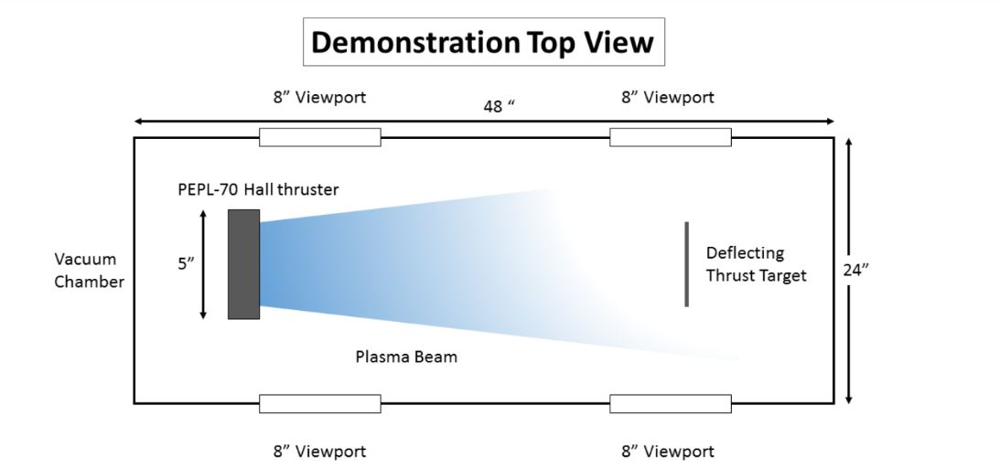 Demonstration Top View
8” Viewport
8” Viewport
48 “
PEPL-70 Hall thruster
Vacuum
Chamber
5”
Deflecting
Thrust Target
24”
Plasma Beam
8” Viewport
8” Viewport